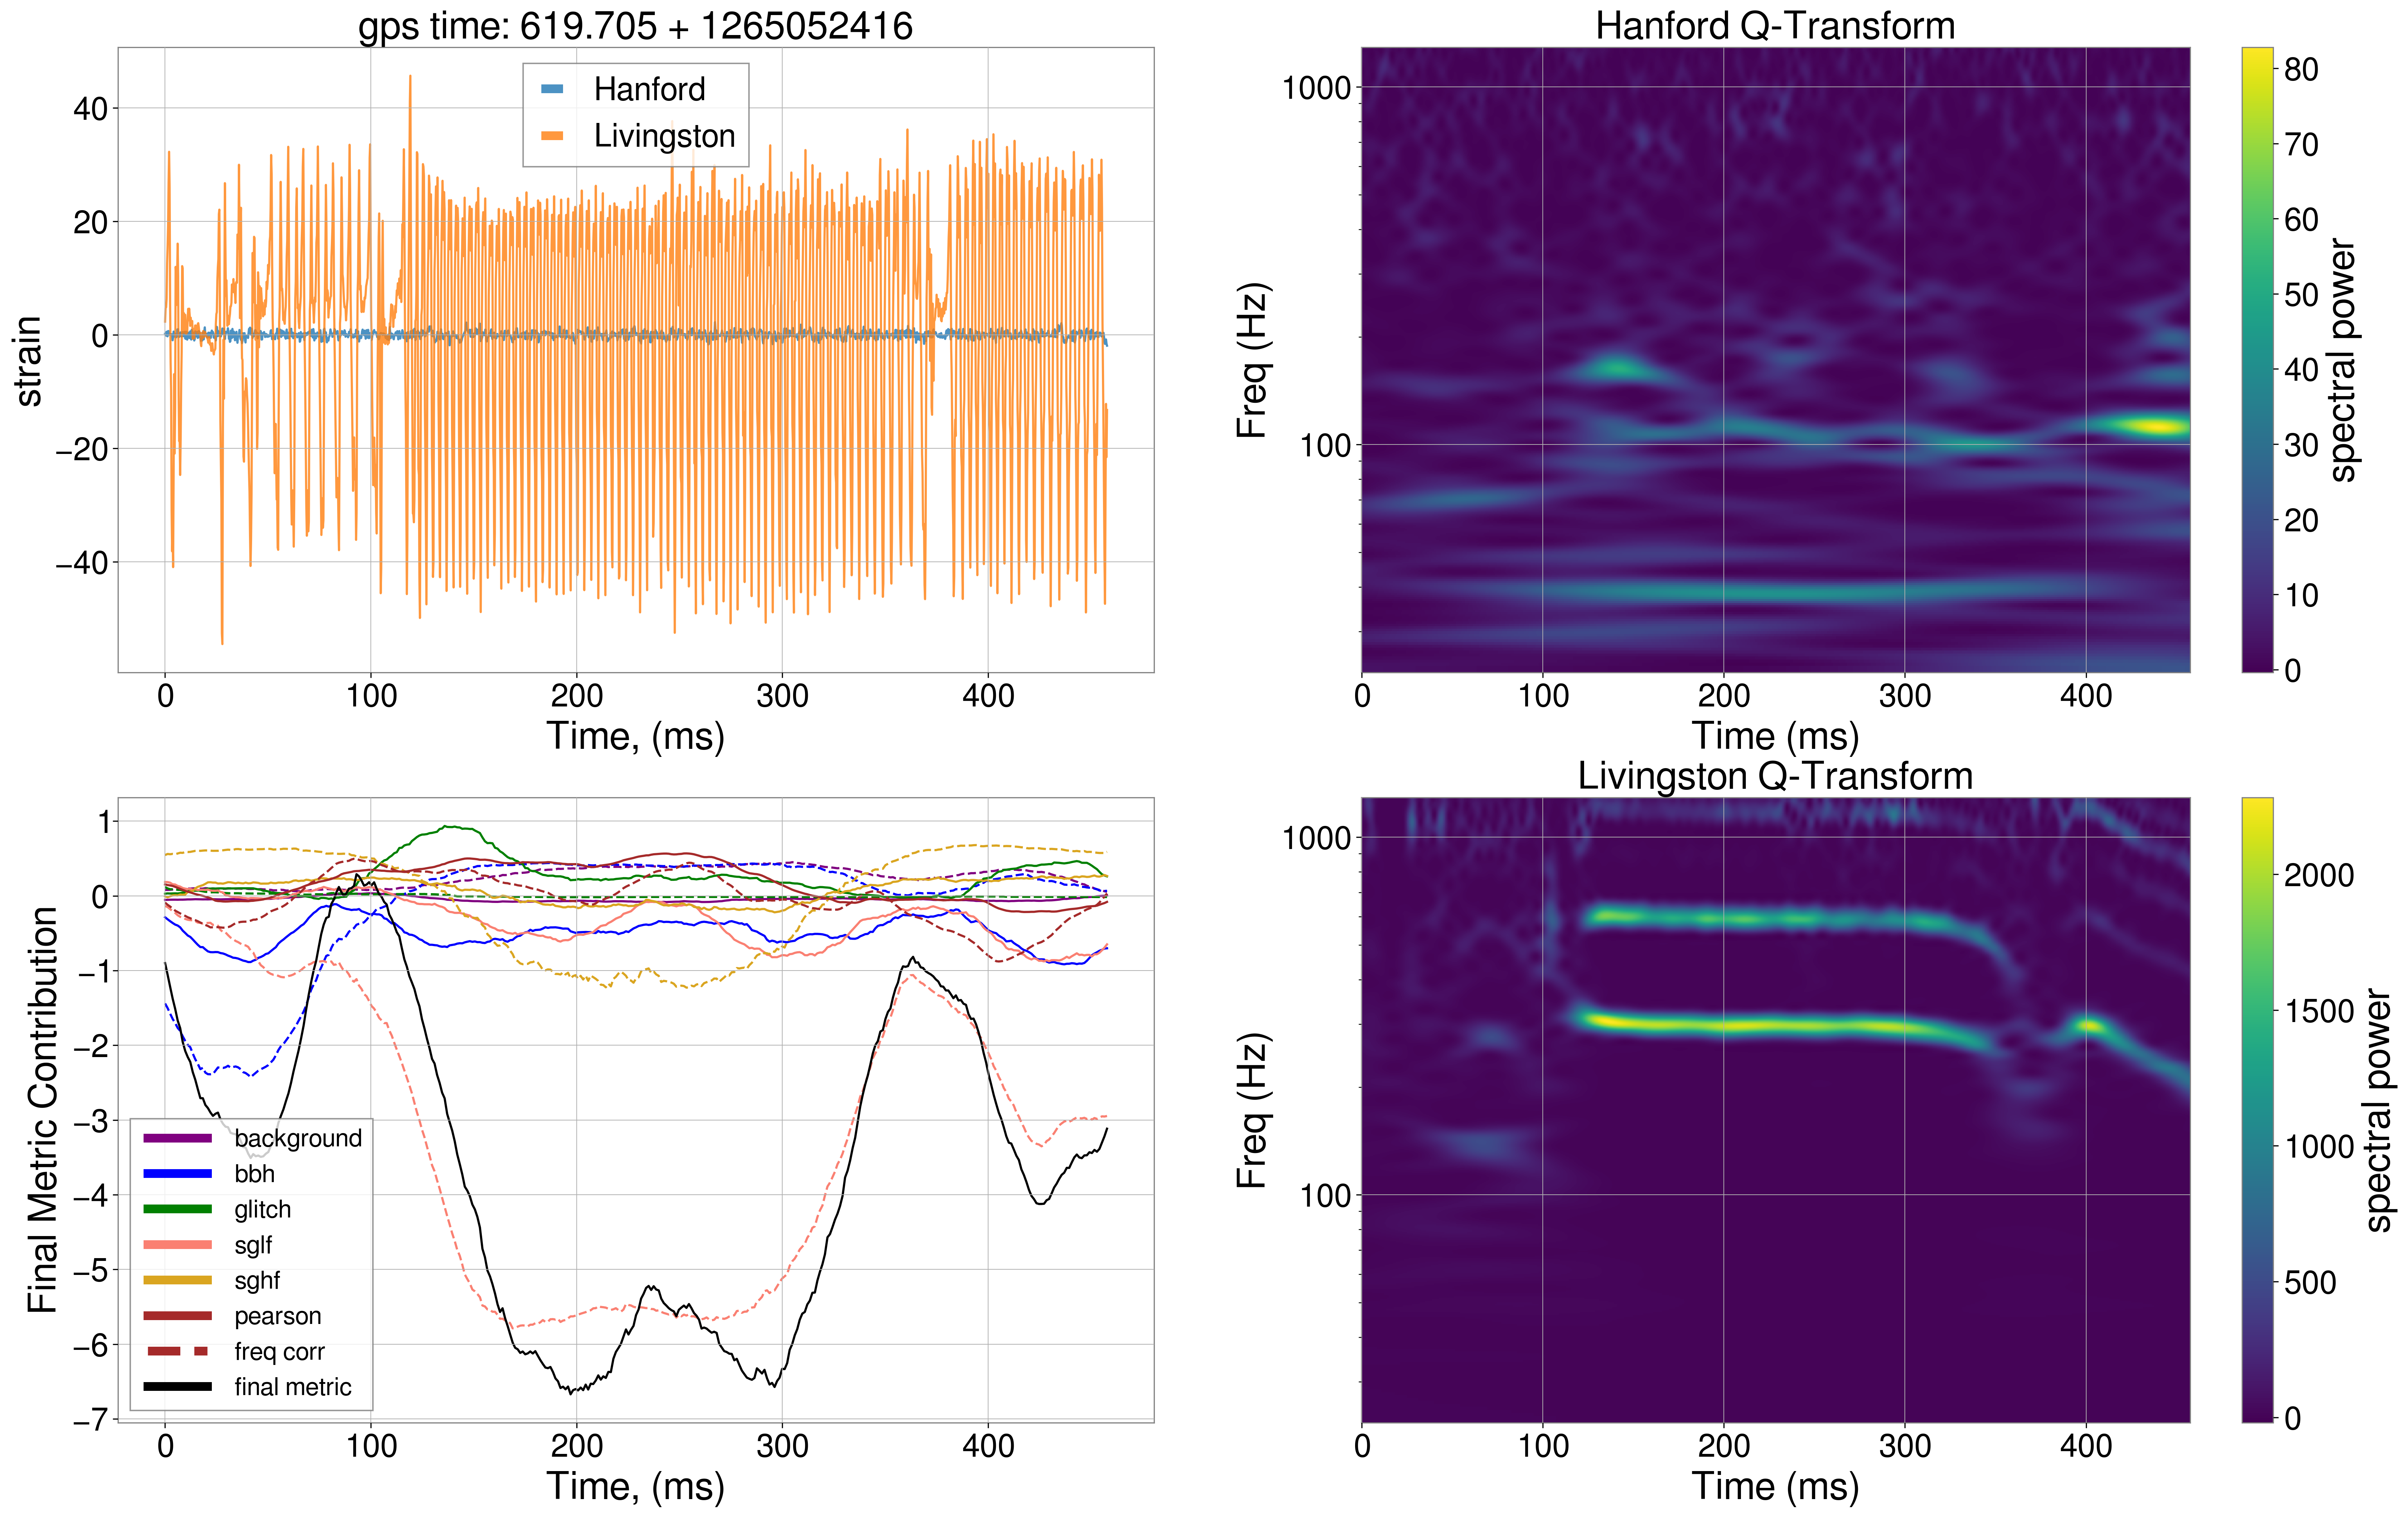 gps time: 619.705 + 1265052416
Hanford
Livingston
strain
40
20
0
−20
−40
0 100 200 300 400
Time, (ms)
Hanford Q-Transform
Freq (Hz)
1000
100
0 100 200 300 400
Time (ms)
spectral power
80
70
60
50
40
30
20
10
0
Final Metric Contribution
1
0
−1
−2
−3
−4
−5
−6
−7
background
bbh
glitch
sglf
sghf
pearson
freq corr
final metric
0 100 200 300 400
Time, (ms)
Livingston Q-Transform
Freq (Hz)
1000
100
0 100 200 300 400
Time (ms)
spectral power
2000
1500
1000
500
0